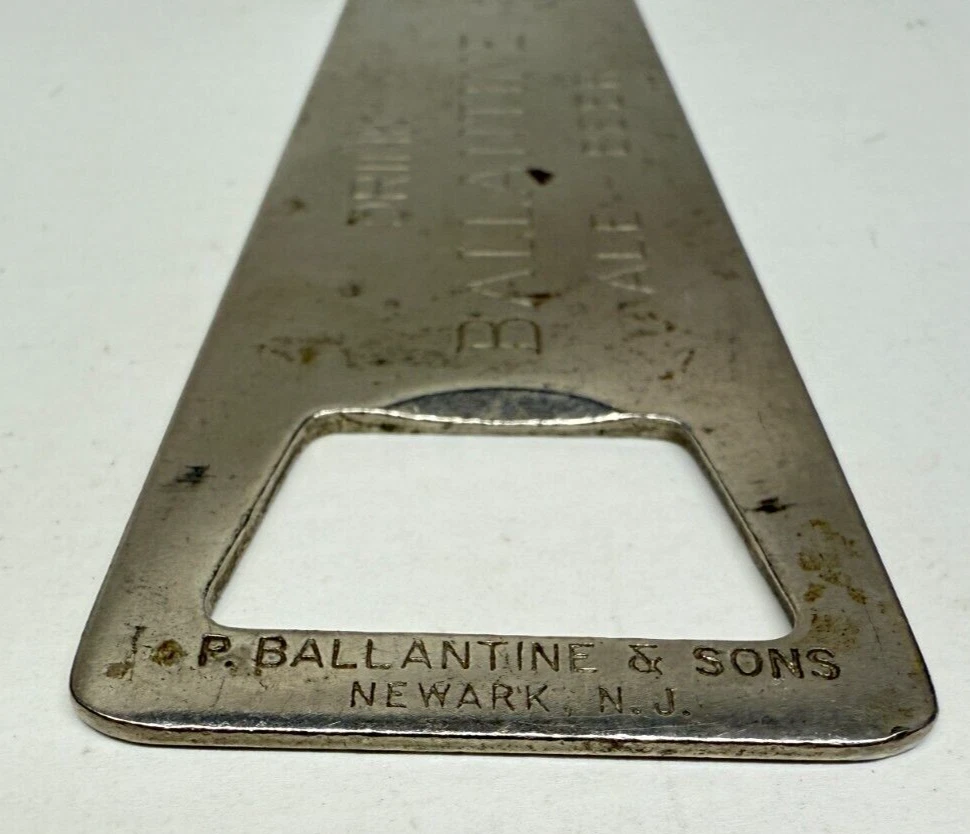 DRINK
BALLANTINE
ALE - BEER
P. BALLANTINE & SONS
NEWARK, N. J.